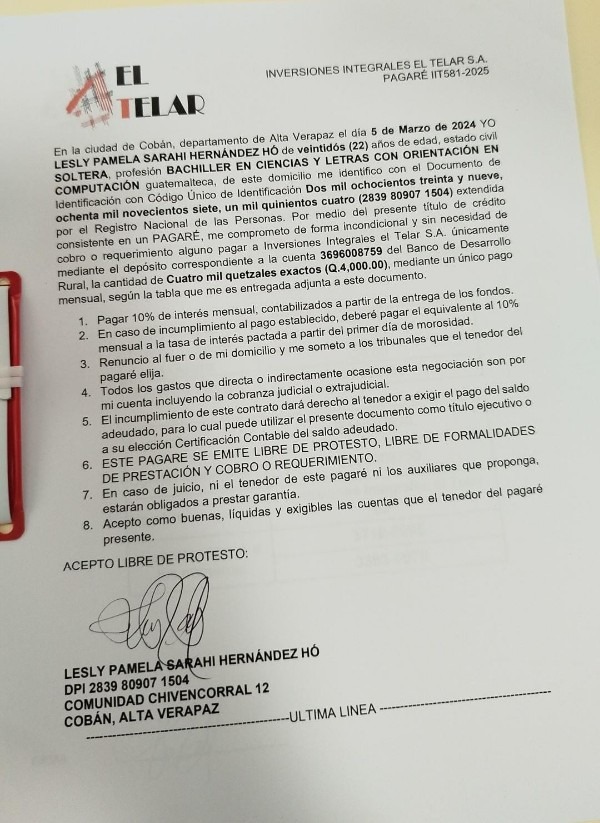 EL
TELAR
INVERSIONES INTEGRALES EL TELAR S.A.
PAGARÉ IIT581-2025
En la ciudad de Cobán, departamento de Alta Verapaz el día 5 de Marzo de 2024 YO
LESLY PAMELA SARAHI HERNÁNDEZ HÓ de veintidós (22) años de edad, estado civil
SOLTERA, profesión BACHILLER EN CIENCIAS Y LETRAS CON ORIENTACIÓN EN
COMPUTACIÓN guatemalteca, de este domicilio me identifico con el Documento de
Identificación con Código Único de Identificación Dos mil ochocientos treinta y nueve,
ochenta mil novecientos siete, un mil quinientos cuatro (2839 80907 1504) extendida
por el Registro Nacional de las Personas. Por medio del presente título de crédito
consistente en un PAGARÉ, me comprometo de forma incondicional y sin necesidad de
cobro o requerimiento alguno pagar a Inversiones Integrales el Telar S.A. únicamente
mediante el depósito correspondiente a la cuenta 3696008759 del Banco de Desarrollo
Rural, la cantidad de Cuatro mil quetzales exactos (Q.4,000.00), mediante un único pago
mensual, según la tabla que me es entregada adjunta a este documento.
1. Pagar 10% de interés mensual, contabilizados a partir de la entrega de los fondos.
2. En caso de incumplimiento al pago establecido, deberé pagar el equivalente al 10%
mensual a la tasa de interés pactada a partir del primer día de morosidad.
3. Renuncio al fuer o de mi domicilio y me someto a los tribunales que el tenedor del
pagaré elija.
4. Todos los gastos que directa o indirectamente ocasione esta negociación son por
mi cuenta incluyendo la cobranza judicial o extrajudicial.
5. El incumplimiento de este contrato dará derecho al tenedor a exigir el pago del saldo
adeudado, para lo cual puede utilizar el presente documento como título ejecutivo o
a su elección Certificación Contable del saldo adeudado.
6. ESTE PAGARE SE EMITE LIBRE DE PROTESTO, LIBRE DE FORMALIDADES
DE PRESTACIÓN Y COBRO O REQUERIMIENTO.
7. En caso de juicio, ni el tenedor de este pagaré ni los auxiliares que proponga,
estarán obligados a prestar garantía.
8. Acepto como buenas, líquidas y exigibles las cuentas que el tenedor del pagaré
presente.
ACEPTO LIBRE DE PROTESTO:
LESLY PAMELA SARAHI HERNÁNDEZ HÓ
DPI 2839 80907 1504
COMUNIDAD CHIVENCORRAL 12
COBÁN, ALTA VERAPAZ
----------------------------------------ULTIMA LINEA -----------------------------------